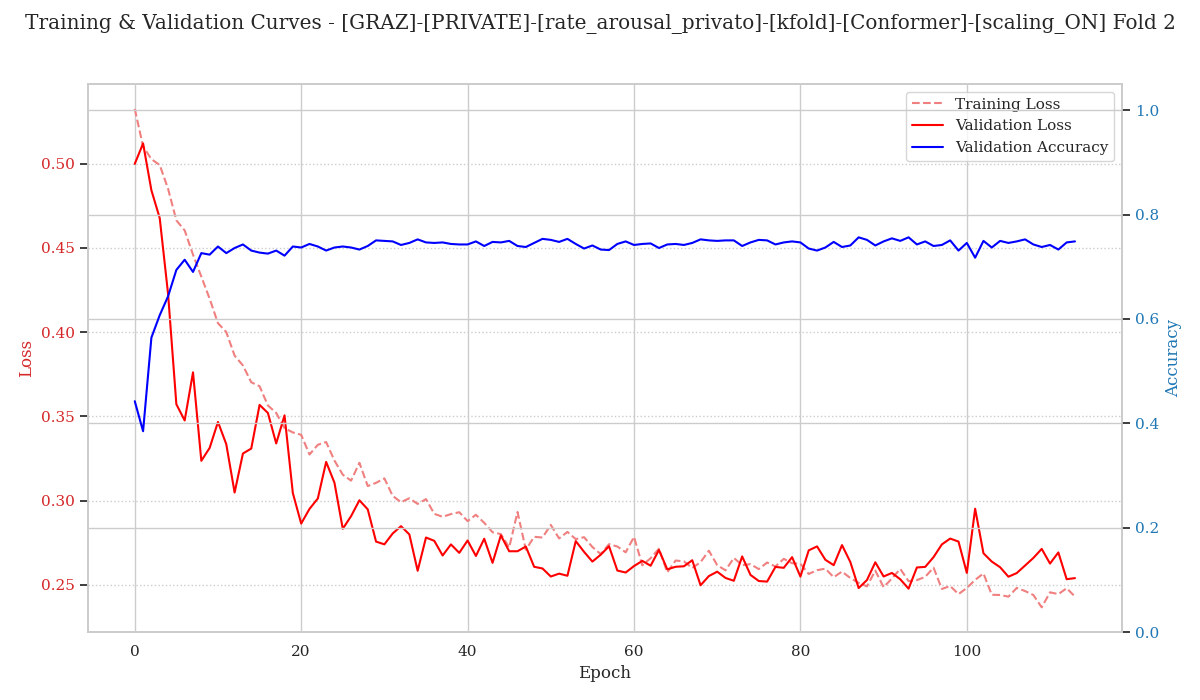 Training & Validation Curves - [GRAZ]-[PRIVATE]-[rate_arousal_privato]-[kfold]-[Conformer]-[scaling_ON] Fold 2
Training Loss
Validation Loss
Validation Accuracy
0.50
0.45
0.40
0.35
0.30
0.25
Loss
1.0
0.8
0.6
0.4
0.2
0.0
Accuracy
0 20 40 60 80 100
Epoch